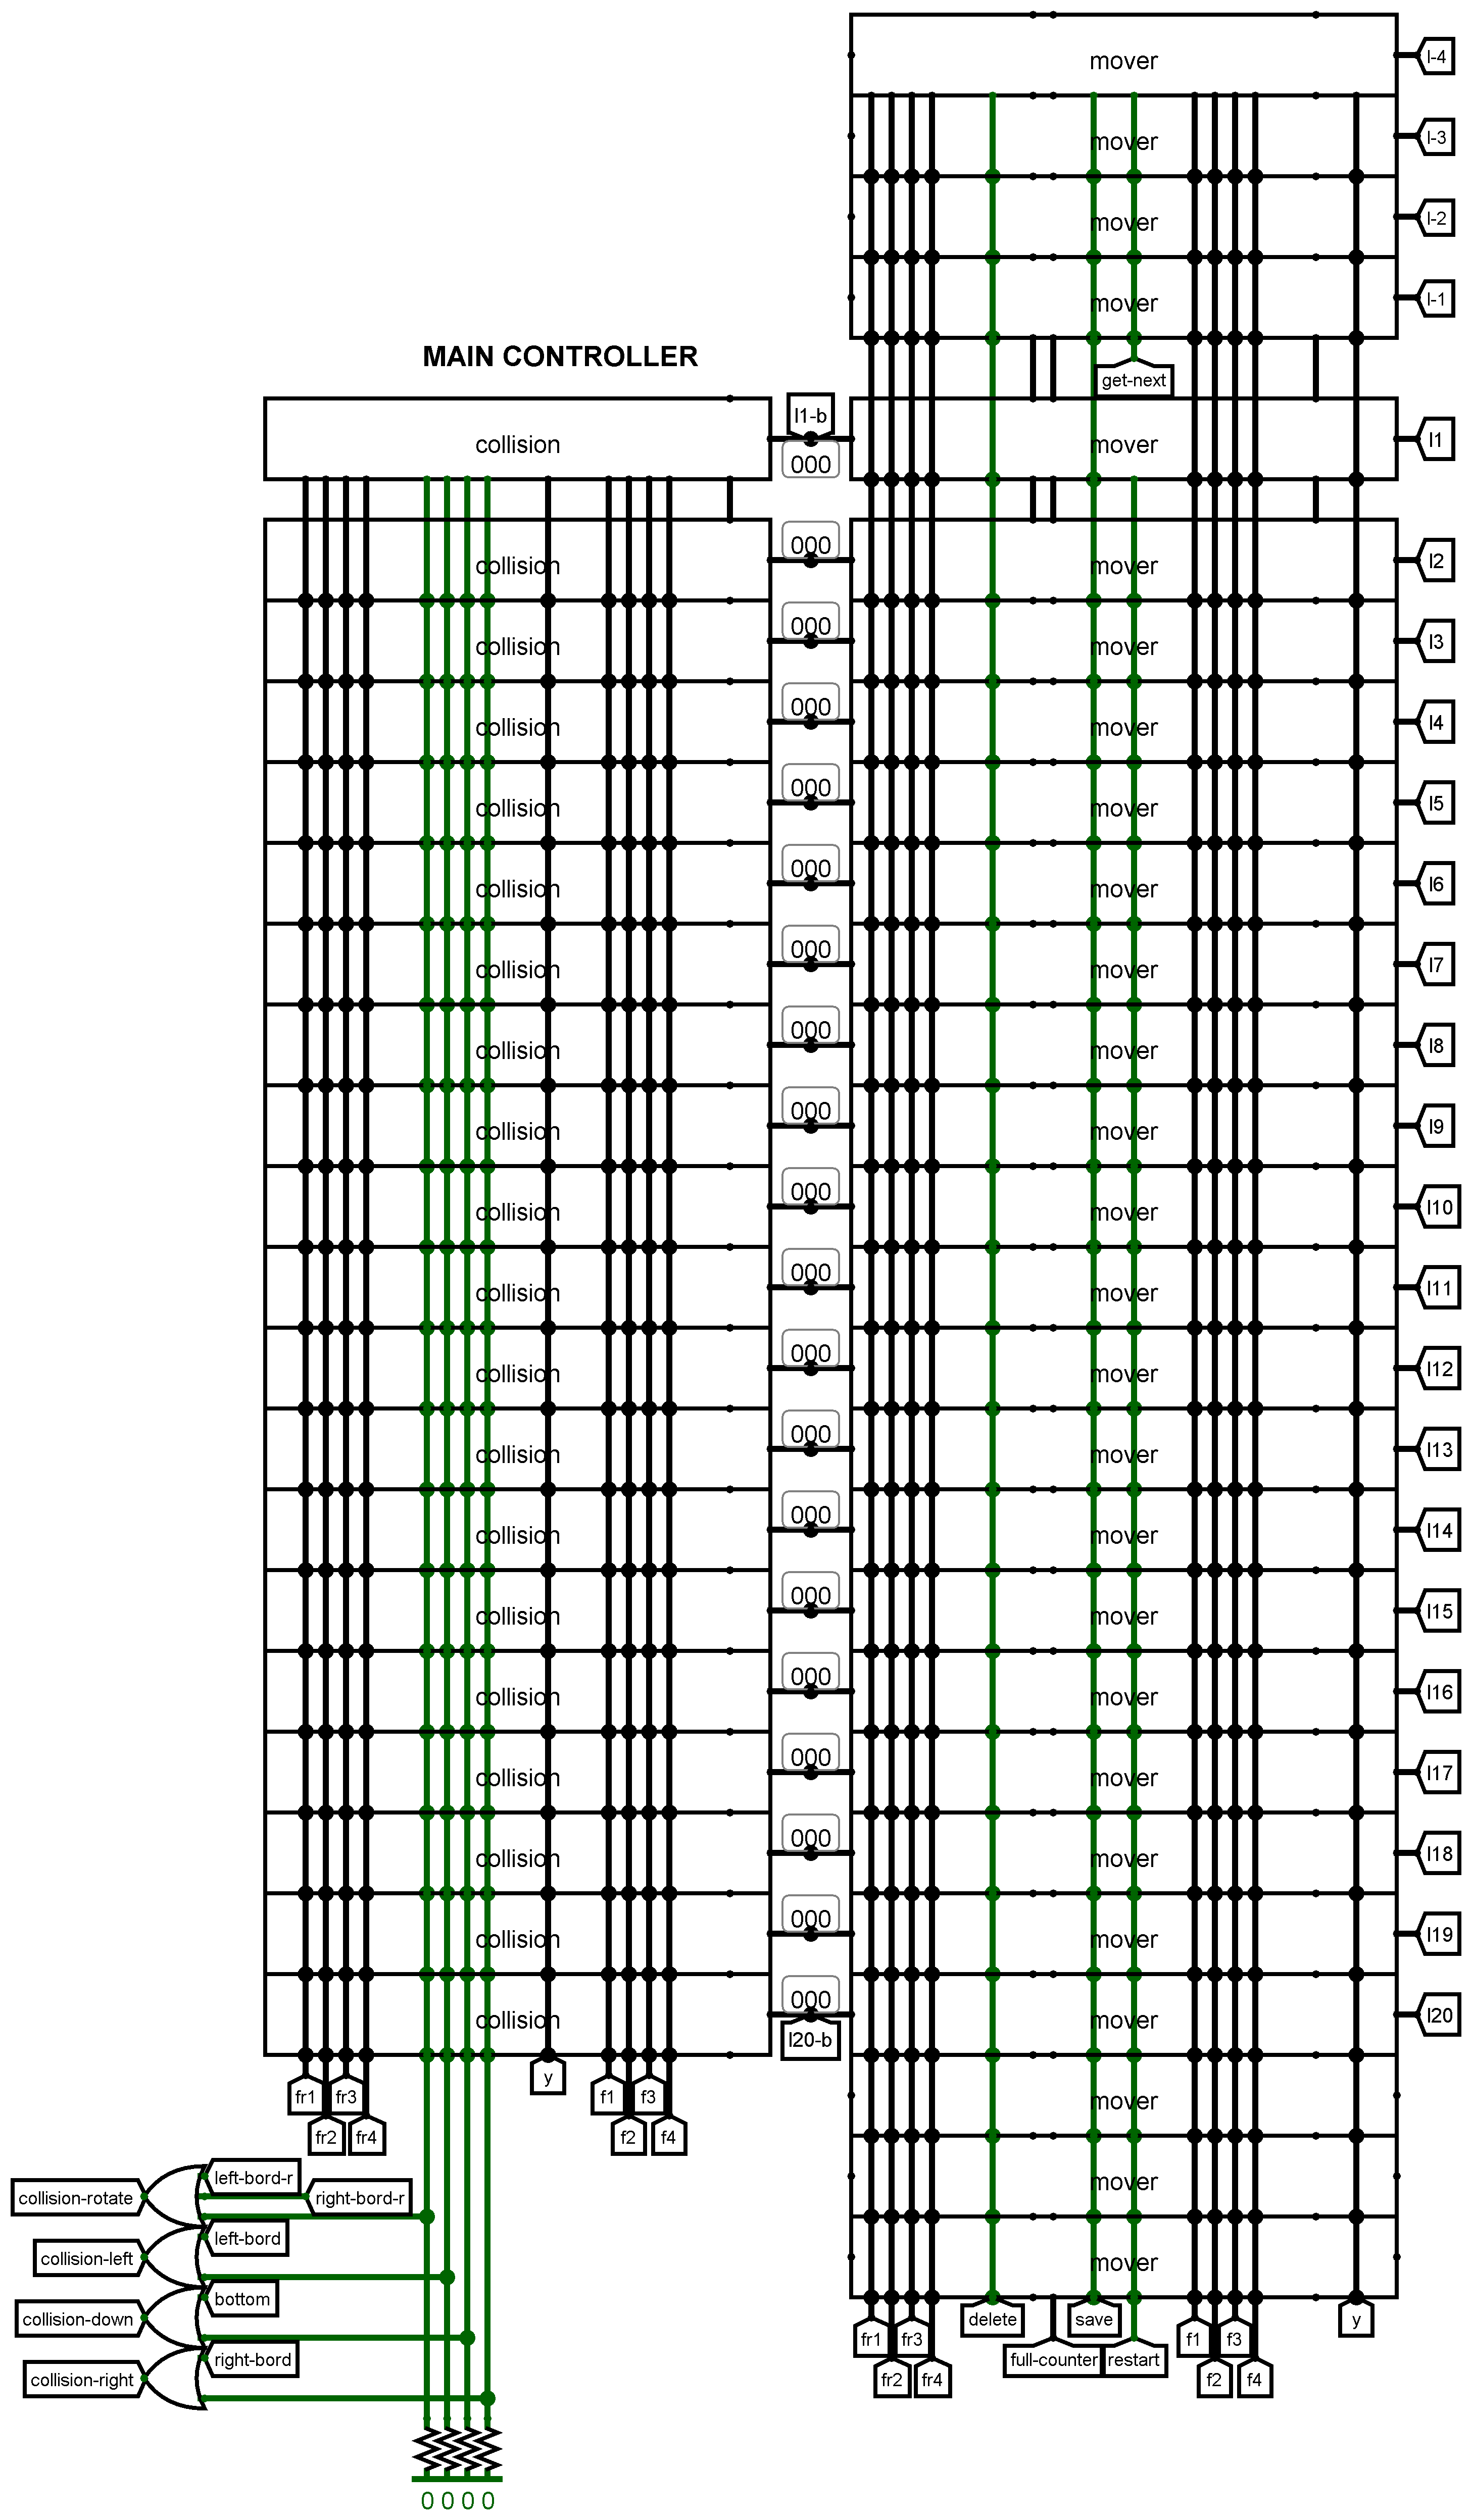 mover
l-4
mover
l-3
mover
l-2
mover
l-1
MAIN CONTROLLER
get-next
l1-b
collision
000
mover
l1
000
collision
mover
l2
000
collision
mover
l3
000
collision
mover
l4
000
collision
mover
l5
000
collision
mover
l6
000
collision
mover
l7
000
collision
mover
l8
000
collision
mover
l9
000
collision
mover
l10
000
collision
mover
l11
000
collision
mover
l12
000
collision
mover
l13
000
collision
mover
l14
000
collision
mover
l15
000
collision
mover
l16
000
collision
mover
l17
000
collision
mover
l18
000
collision
mover
l19
000
collision
mover
l20
l20-b
fr1 fr3 y f1 f3
mover
fr2 fr4 f2 f4
left-bord-r
collision-rotate right-bord-r
mover
left-bord
collision-left
mover
bottom
collision-down
delete save y
fr1 fr3 f1 f3
right-bord
full-counter restart
collision-right
fr2 fr4 f2 f4
0 0 0 0